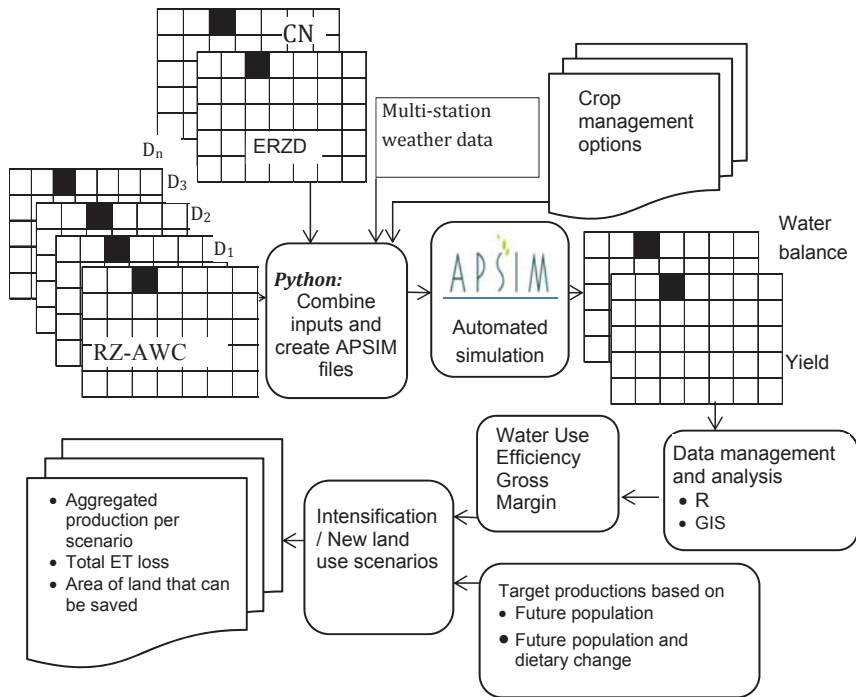 CN
ERZD
Multi-station
weather data
Crop
management
options
Dn
D3
D2
D1
RZ-AWC
Python:
Combine
inputs and
create APSIM
files
APSIM
Automated
simulation
Water
balance
Yield
Data management
and analysis
• R
• GIS
Water Use
Efficiency
Gross
Margin
Intensification
/ New land
use scenarios
Target productions based on
• Future population
• Future population and
dietary change
• Aggregated
production per
scenario
• Total ET loss
• Area of land that can
be saved